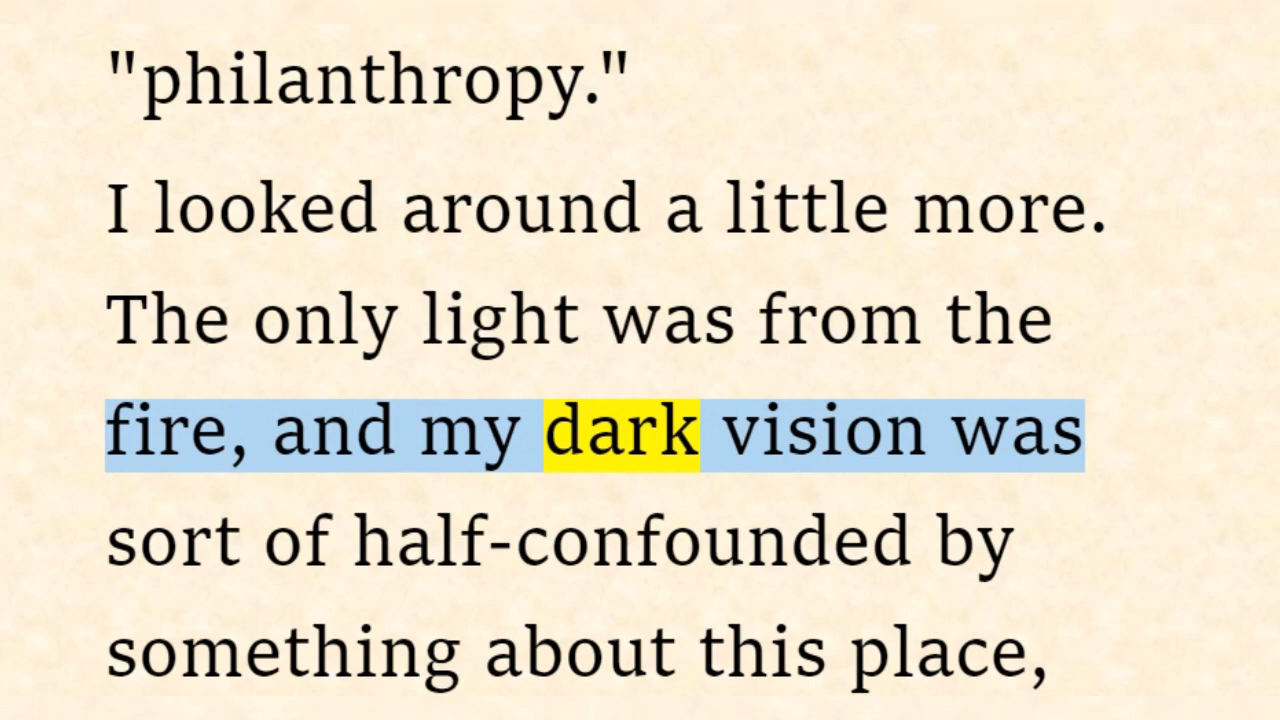 "philanthropy."
I looked around a little more.
The only light was from the
fire, and my dark vision was
sort of half-confounded by
something about this place,